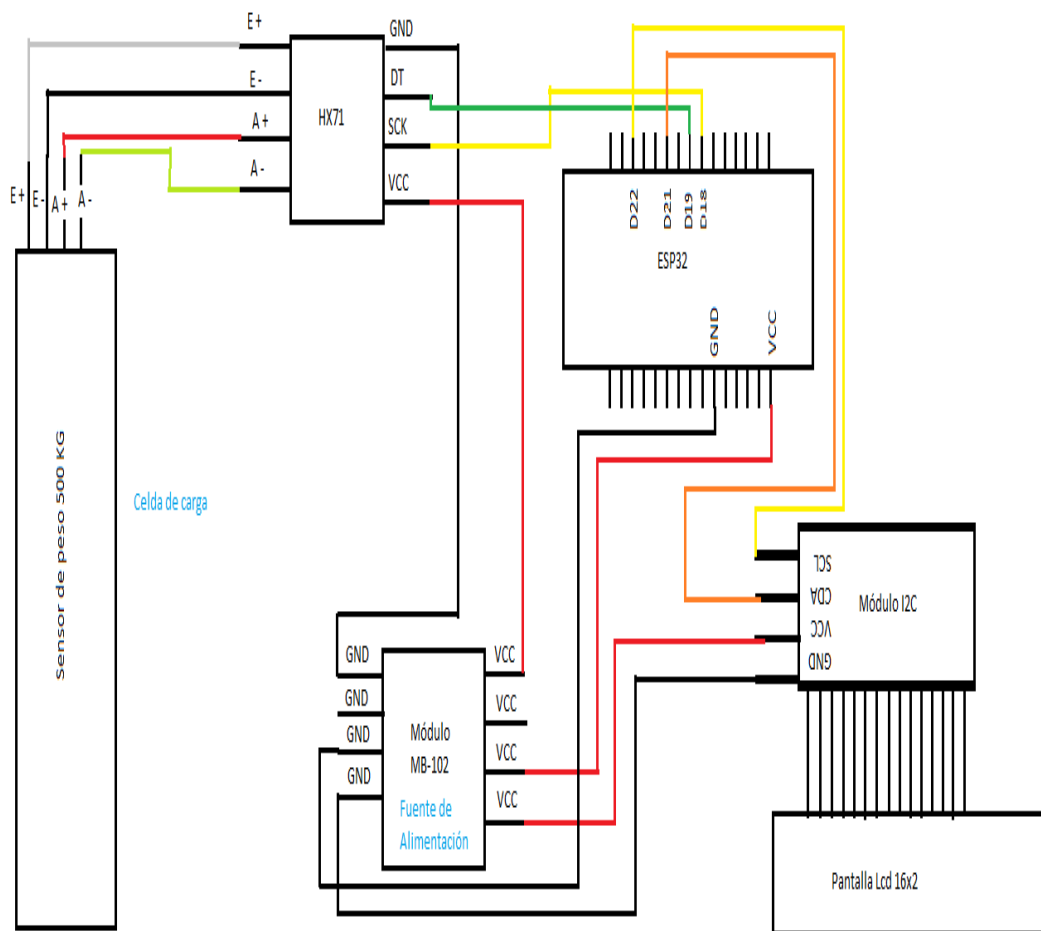 E +
GND
E -
DT
HX71
A +
SCK
A -
VCC
E +
E -
A +
A -
D22
D21
D19
D18
ESP32
GND
VCC
Sensor de peso 500 KG
Celda de carga
SCL
CDA
VCC
GND
Módulo I2C
GND
VCC
GND
VCC
GND
VCC
GND
VCC
Módulo
MB-102
Fuente de
Alimentación
Pantalla Lcd 16x2